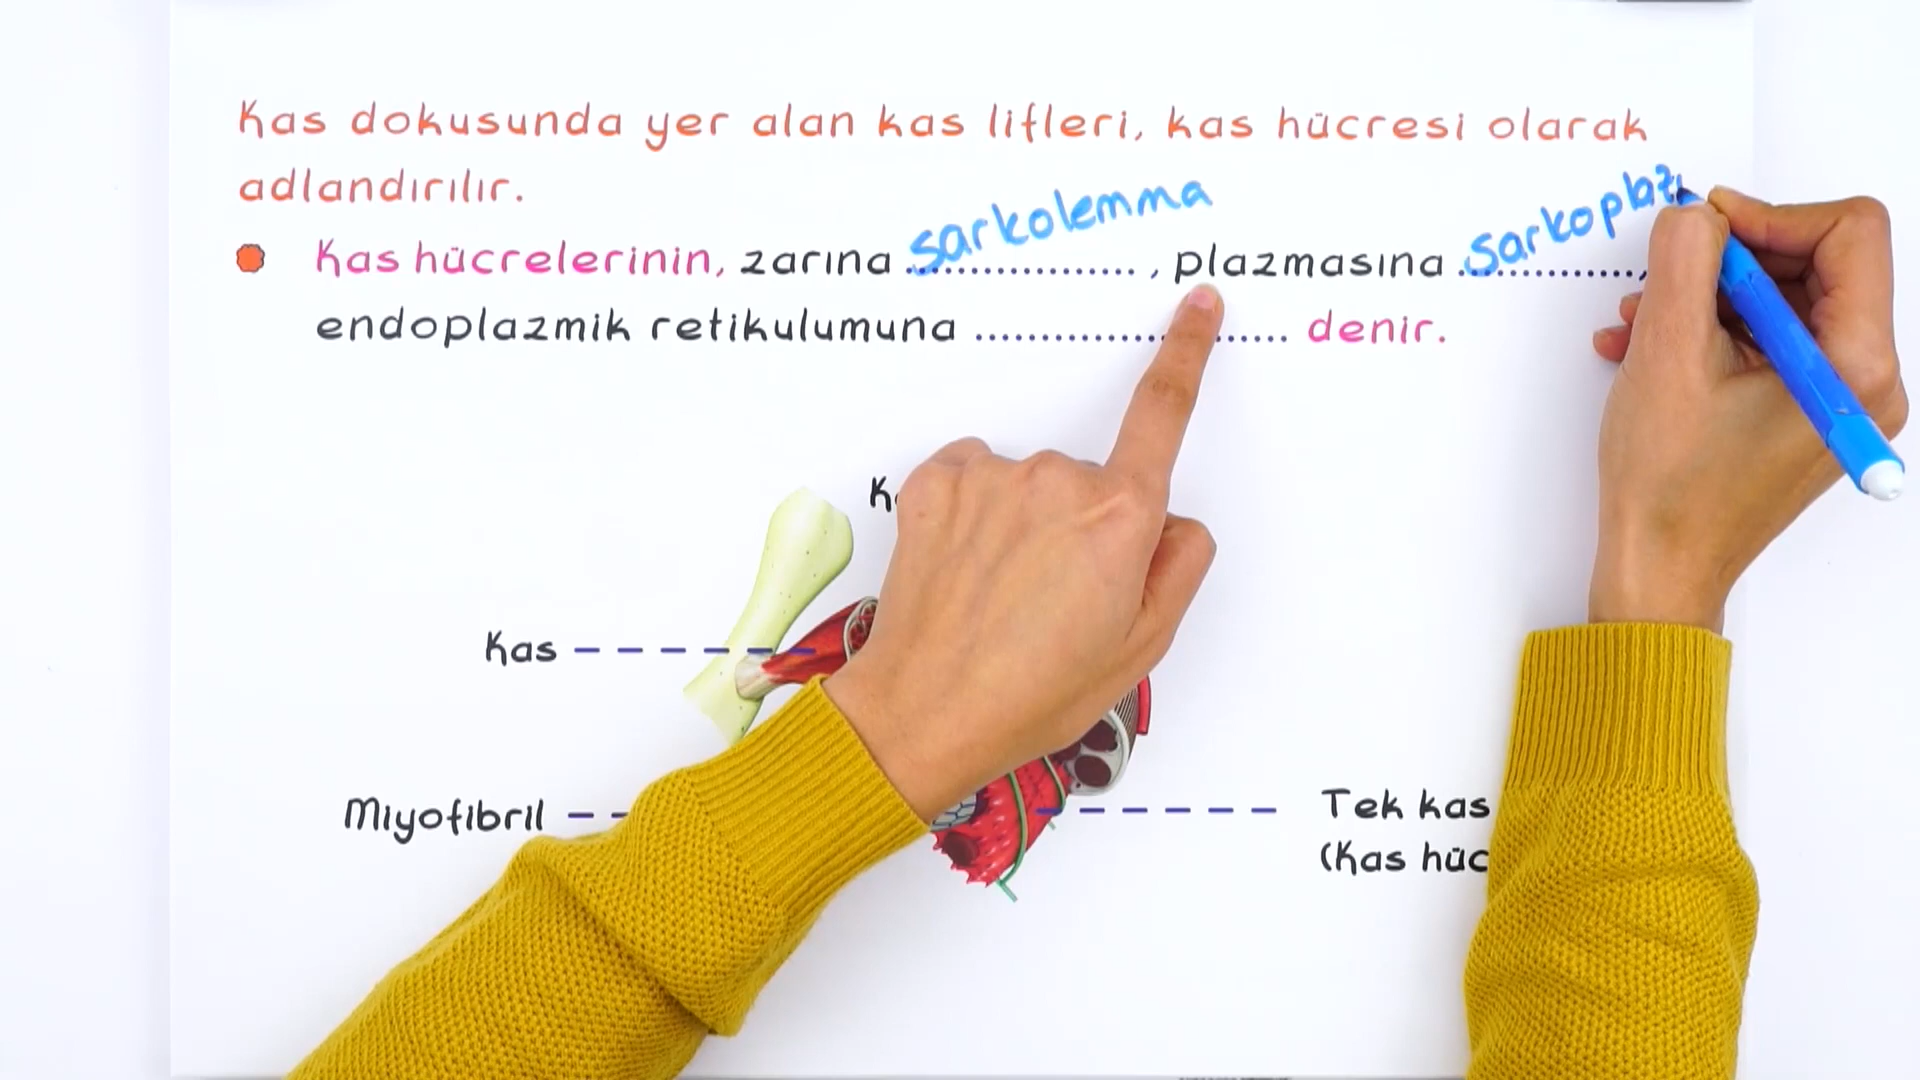 Kas dokusunda yer alan kas lifleri, kas hücresi olarak
adlandırılır.
Kas hücrelerinin, zarına sarkolemma, plazmasına
endoplazmik retikulumuna .......................... denir.
Kas
Miyofibril
Tek kas
(Kas